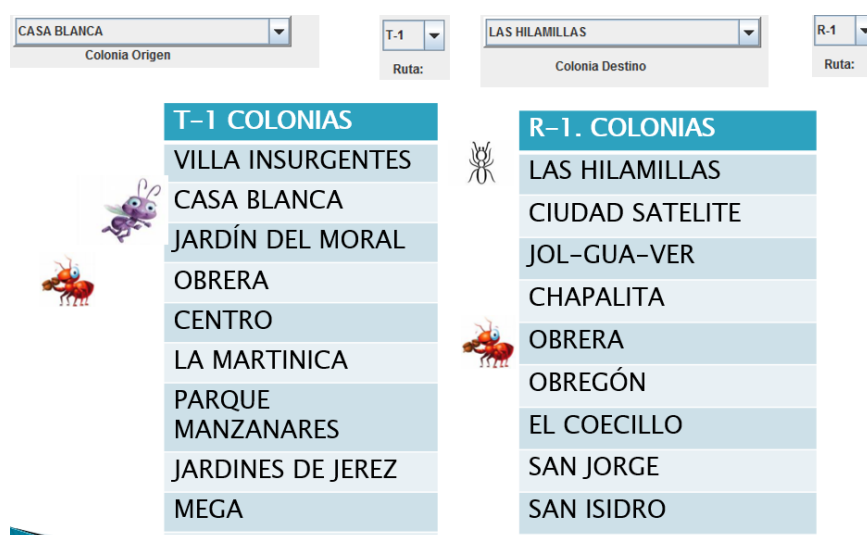 CASA BLANCA
Colonia Origen
T-1
Ruta:
LAS HILAMILLAS
Colonia Destino
R-1
Ruta:
T-1 COLONIAS
VILLA INSURGENTES
CASA BLANCA
JARDÍN DEL MORAL
OBRERA
CENTRO
LA MARTINICA
PARQUE
MANZANARES
JARDINES DE JEREZ
MEGA
R-1. COLONIAS
LAS HILAMILLAS
CIUDAD SATELITE
JOL-GUA-VER
CHAPALITA
OBRERA
OBREGÓN
EL COECILLO
SAN JORGE
SAN ISIDRO